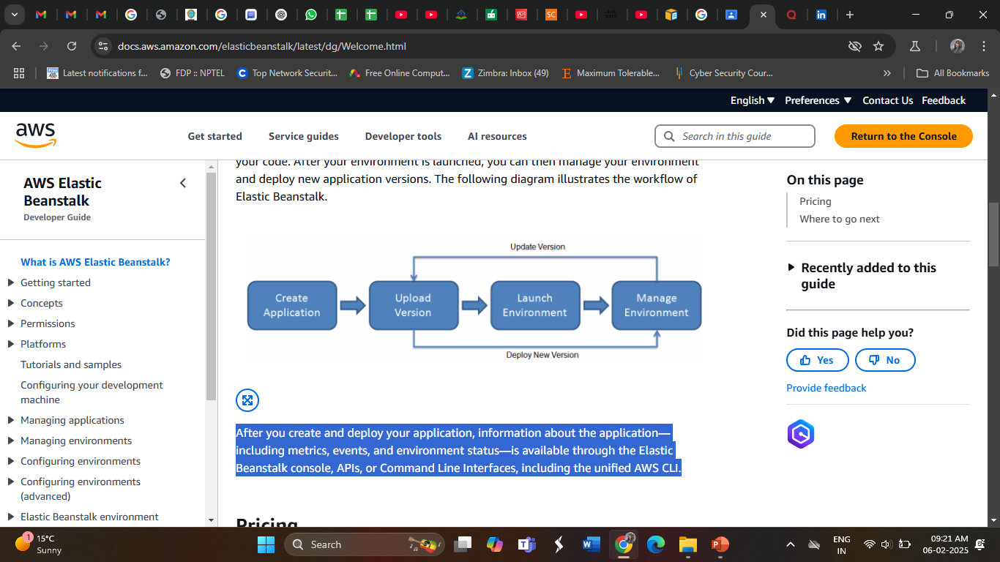 docs.aws.amazon.com/elasticbeanstalk/latest/dg/Welcome.html
Latest notifications f...
FDP :: NPTEL
Top Network Securit...
Free Online Comput...
Zimbra: Inbox (49)
Maximum Tolerable...
Cyber Security Cour...
»
All Bookmarks
English
Preferences
Contact Us
Feedback
aws
Get started
Service guides
Developer tools
AI resources
Search in this guide
Return to the Console
AWS Elastic
Beanstalk
Developer Guide
What is AWS Elastic Beanstalk?
Getting started
Concepts
Permissions
Platforms
Tutorials and samples
Configuring your development
machine
Managing applications
Managing environments
Configuring environments
Configuring environments
(advanced)
Elastic Beanstalk environment
your code. After your environment is launched, you can then manage your environment
and deploy new application versions. The following diagram illustrates the workflow of
Elastic Beanstalk.
Update Version
Create
Application
Upload
Version
Launch
Environment
Manage
Environment
Deploy New Version
After you create and deploy your application, information about the application—
including metrics, events, and environment status—is available through the Elastic
Beanstalk console, APIs, or Command Line Interfaces, including the unified AWS CLI.
Pricing
On this page
Pricing
Where to go next
Recently added to this
guide
Did this page help you?
Yes
No
Provide feedback
1
15°C
Sunny
Search
ENG
IN
09:21 AM
06-02-2025